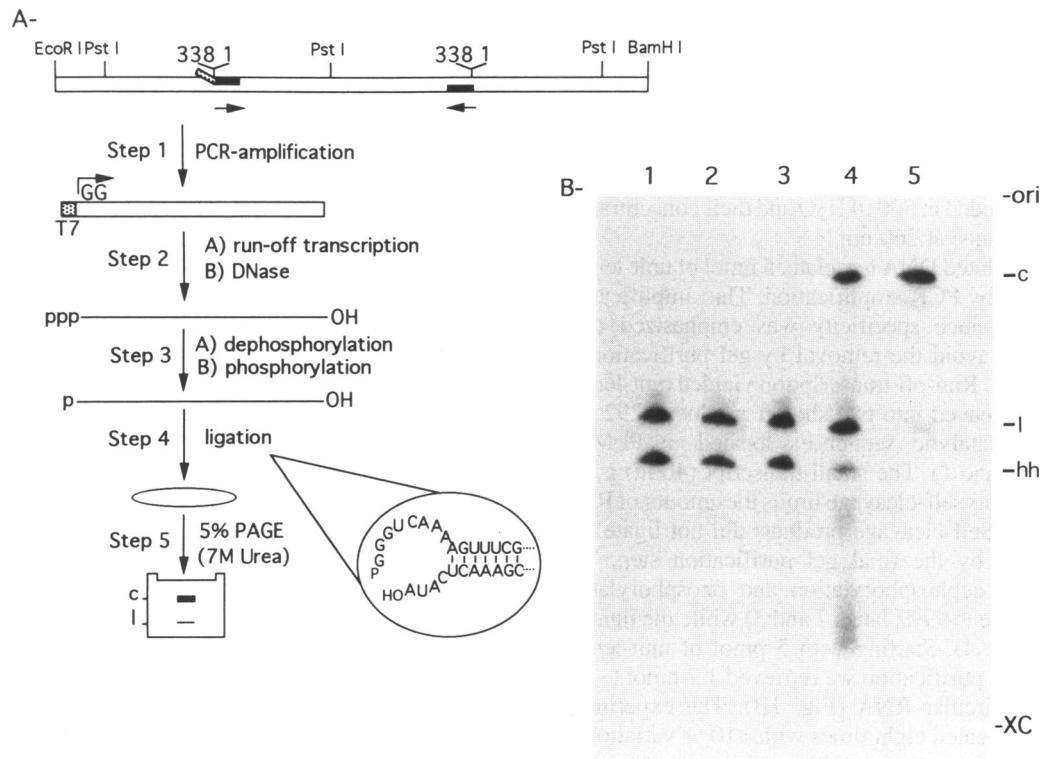 A-
EcoR I Pst I 338 1 Pst I 338 1 Pst I BamH I
Step 1 PCR-amplification
GG
T7
Step 2 A) run-off transcription
B) DNase
ppp OH
Step 3 A) dephosphorylation
B) phosphorylation
p OH
Step 4 ligation
PGGGUCAAAAGUUUCG....
HOAUACUCAAAGC....
Step 5 5% PAGE
(7M Urea)
c
l
B- 1 2 3 4 5
-ori
-c
-l
-hh
-XC